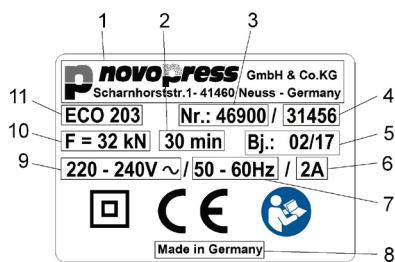 1 2 3
novopress GmbH & Co.KG
Scharnhorststr.1- 41460 Neuss - Germany
11 ECO 203 Nr.: 46900 / 31456 4
10 F = 32 kN 30 min Bj.: 02/17 5
9 220 - 240V ~ / 50 - 60Hz / 2A 6
CE 7
Made in Germany 8